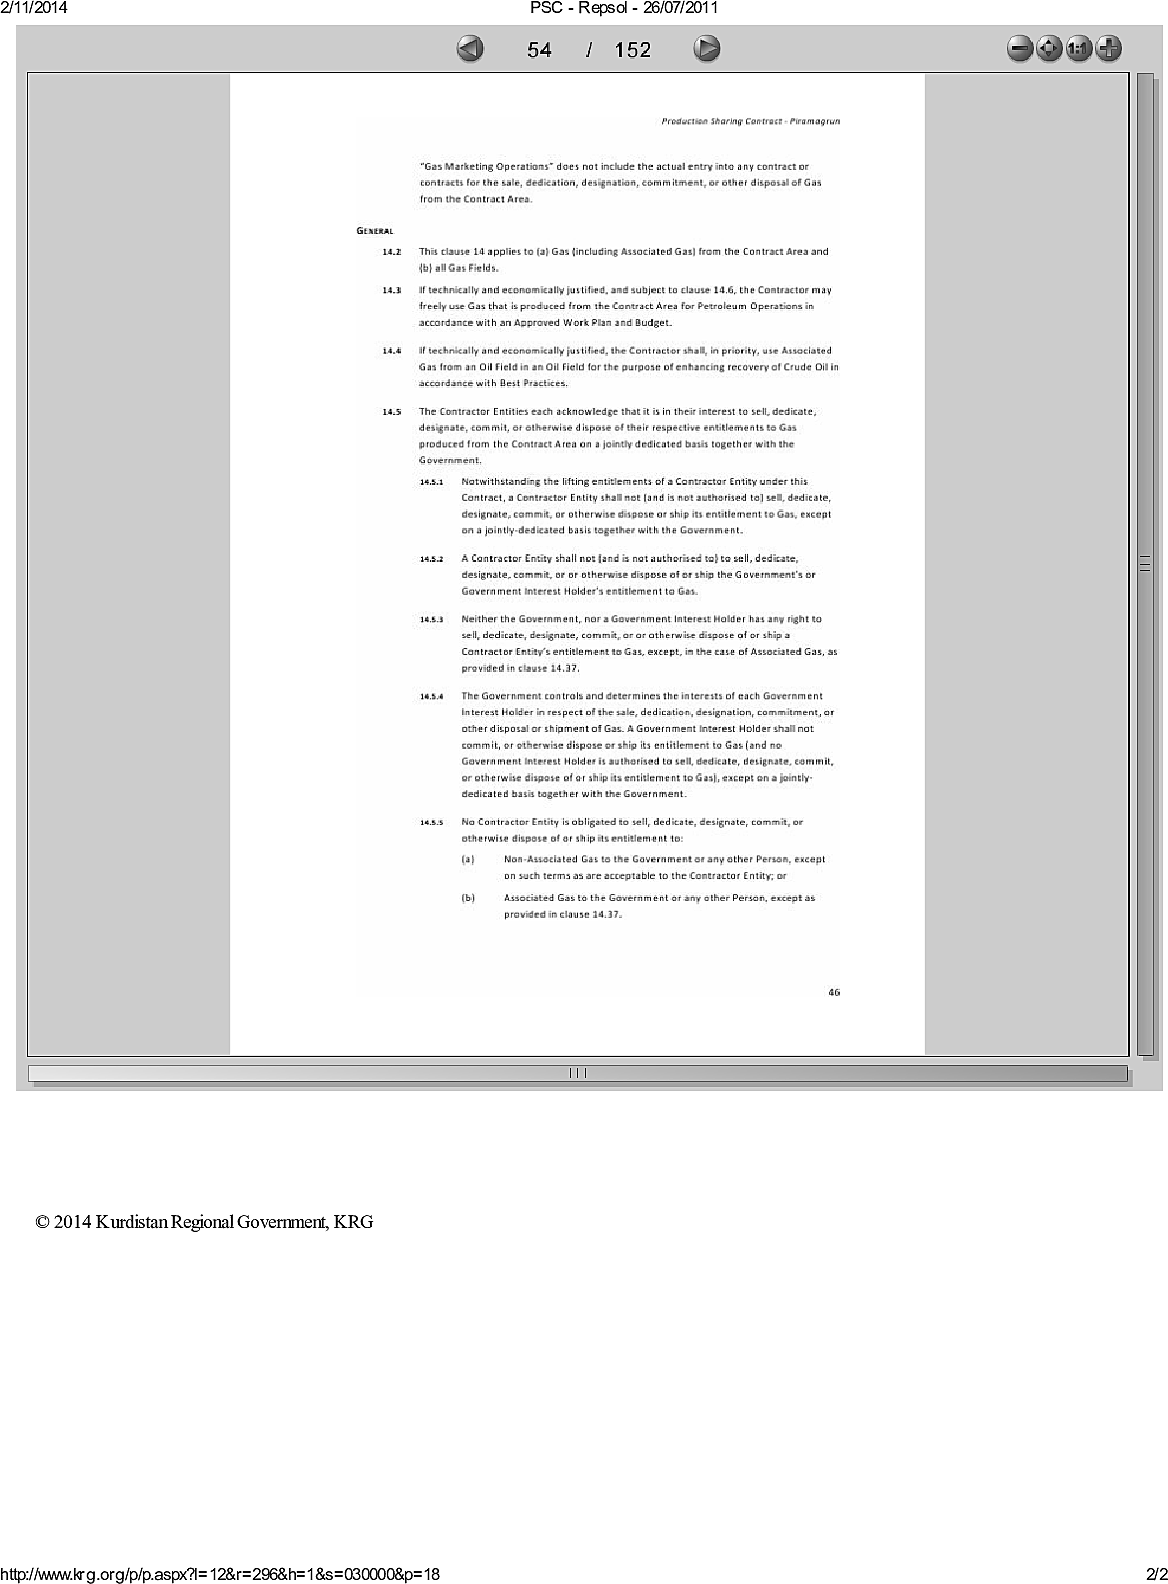 2/11/2014 PSC - Repsol - 26/07/2011
54 / 152
1:1
Production Sharing Contract - Piramagrun
"Gas Marketing Operations" does not include the actual entry into any contract or
contracts for the sale, dedication, designation, commitment, or other disposal of Gas
from the Contract Area.
GENERAL
14.2 This clause 14 applies to (a) Gas (including Associated Gas) from the Contract Area and
(b) all Gas Fields.
14.3 If technically and economically justified, and subject to clause 14.6, the Contractor may
freely use Gas that is produced from the Contract Area for Petroleum Operations in
accordance with an Approved Work Plan and Budget.
14.4 If technically and economically justified, the Contractor shall, in priority, use Associated
Gas from an Oil Field in an Oil Field for the purpose of enhancing recovery of Crude Oil in
accordance with Best Practices.
14.5 The Contractor Entities each acknowledge that it is in their interest to sell, dedicate,
designate, commit, or otherwise dispose of their respective entitlements to Gas
produced from the Contract Area on a jointly dedicated basis together with the
Government.
14.5.1 Notwithstanding the lifting entitlements of a Contractor Entity under this
Contract, a Contractor Entity shall not (and is not authorised to) sell, dedicate,
designate, commit, or otherwise dispose or ship its entitlement to Gas, except
on a jointly-dedicated basis together with the Government.
14.5.2 A Contractor Entity shall not (and is not authorised to) to sell, dedicate,
designate, commit, or or otherwise dispose of or ship the Government's or
Government Interest Holder's entitlement to Gas.
14.5.3 Neither the Government, nor a Government Interest Holder has any right to
sell, dedicate, designate, commit, or or otherwise dispose of or ship a
Contractor Entity's entitlement to Gas, except, in the case of Associated Gas, as
provided in clause 14.37.
14.5.4 The Government controls and determines the interests of each Government
Interest Holder in respect of the sale, dedication, designation, commitment, or
other disposal or shipment of Gas. A Government Interest Holder shall not
commit, or otherwise dispose or ship its entitlement to Gas (and no
Government Interest Holder is authorised to sell, dedicate, designate, commit,
or otherwise dispose of or ship its entitlement to Gas), except on a jointly-
dedicated basis together with the Government.
14.5.5 No Contractor Entity is obligated to sell, dedicate, designate, commit, or
otherwise dispose of or ship its entitlement to:
(a) Non-Associated Gas to the Government or any other Person, except
on such terms as are acceptable to the Contractor Entity; or
(b) Associated Gas to the Government or any other Person, except as
provided in clause 14.37.
46
© 2014 Kurdistan Regional Government, KRG
http://www.krg.org/p/p.aspx?l=12&r=296&h=1&s=030000&p=18 2/2